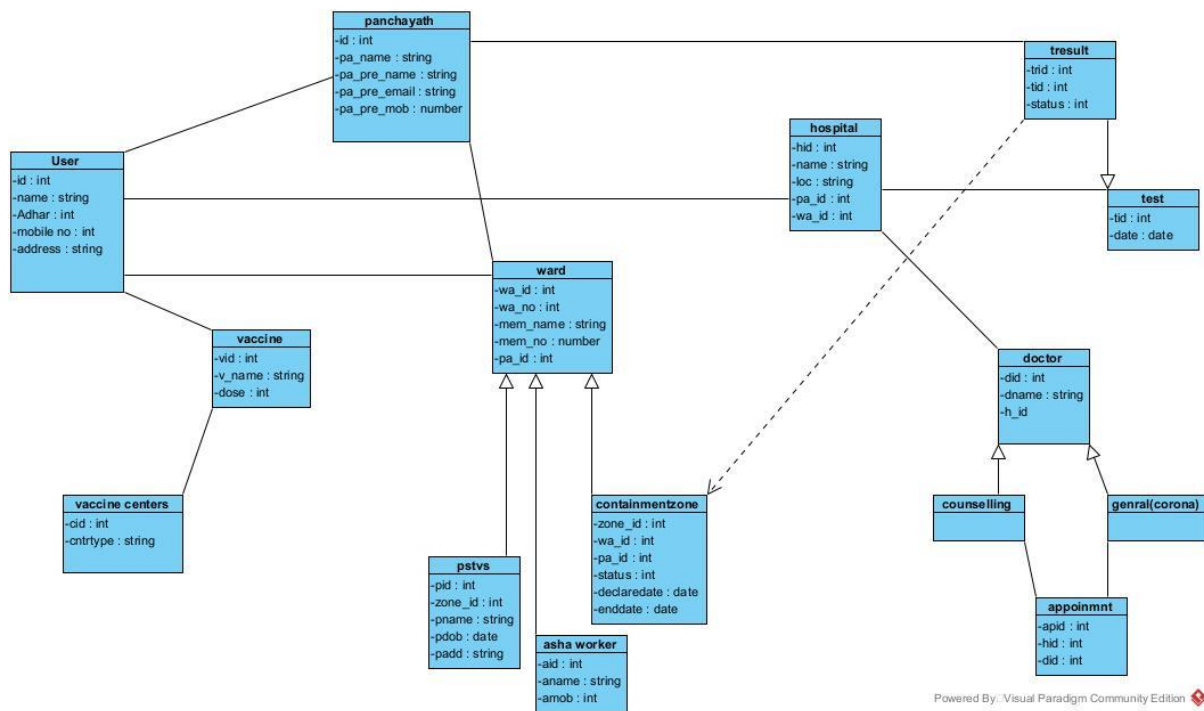 panchayath
-id : int
-pa_name : string
-pa_pre_name : string
-pa_pre_email : string
-pa_pre_mob : number
tresult
-trid : int
-tid : int
-status : int
hospital
-hid : int
-name : string
-loc : string
-pa_id : int
-wa_id : int
User
-id : int
-name : string
-Adhar : int
-mobile no : int
-address : string
test
-tid : int
-date : date
ward
-wa_id : int
-wa_no : int
-mem_name : string
-mem_no : number
-pa_id : int
vaccine
-vid : int
-v_name : string
-dose : int
doctor
-did : int
-dname : string
-h_id
vaccine centers
-cid : int
-cntrtype : string
containmentzone
-zone_id : int
-wa_id : int
-pa_id : int
-status : int
-declaredate : date
-enddate : date
counselling
genral(corona)
pstvs
-pid : int
-zone_id : int
-pname : string
-pdob : date
-padd : string
appoinmnt
-apid : int
-hid : int
-did : int
asha worker
-aid : int
-aname : string
-amob : int
Powered By Visual Paradigm Community Edition